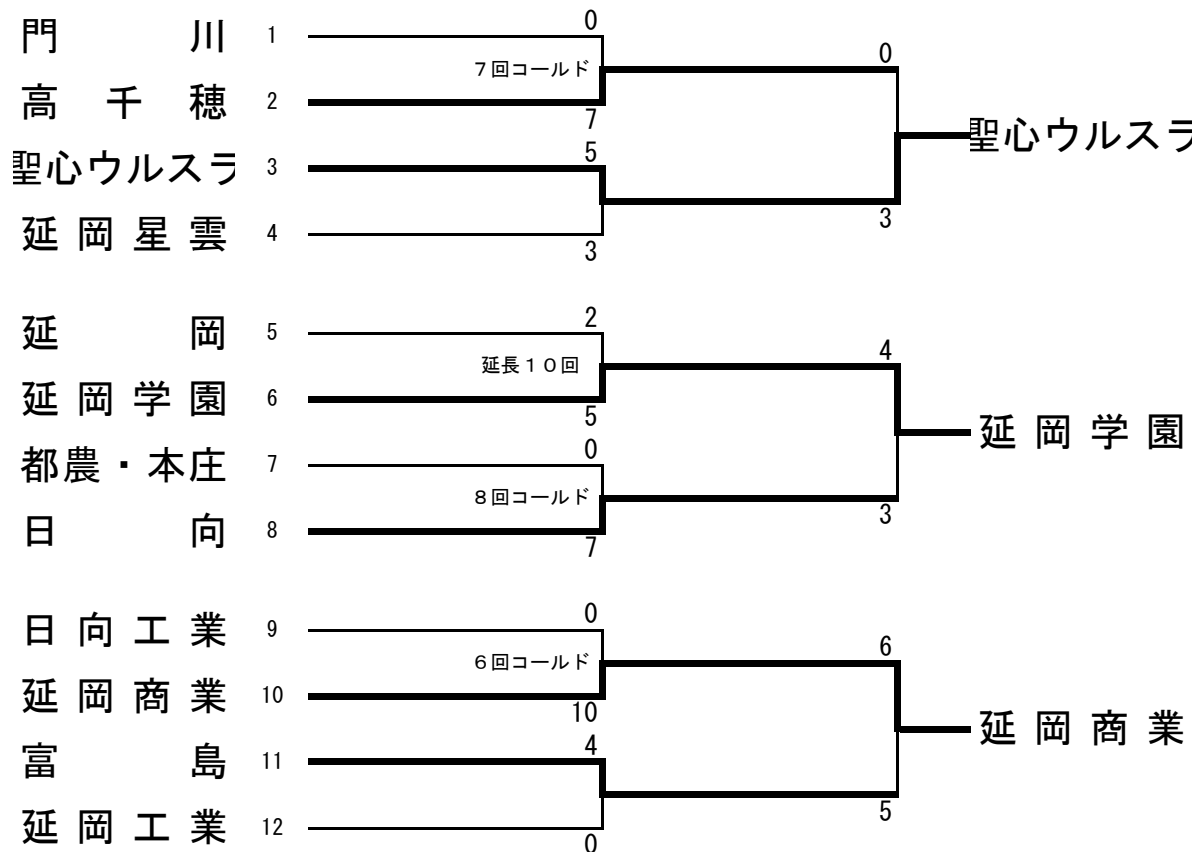 0
門川 1
7回コールド
0
高千穂 2
7
聖心ウルスラ
5
聖心ウルスラ 3
3
延岡星雲 4
3
2
延岡 5
延長10回
4
延岡学園 6
5
延岡学園
0
都農・本庄 7
8回コールド
3
日向 8
7
0
日向工業 9
6回コールド
6
延岡商業 10
10
延岡商業
4
富島 11
5
延岡工業 12
0